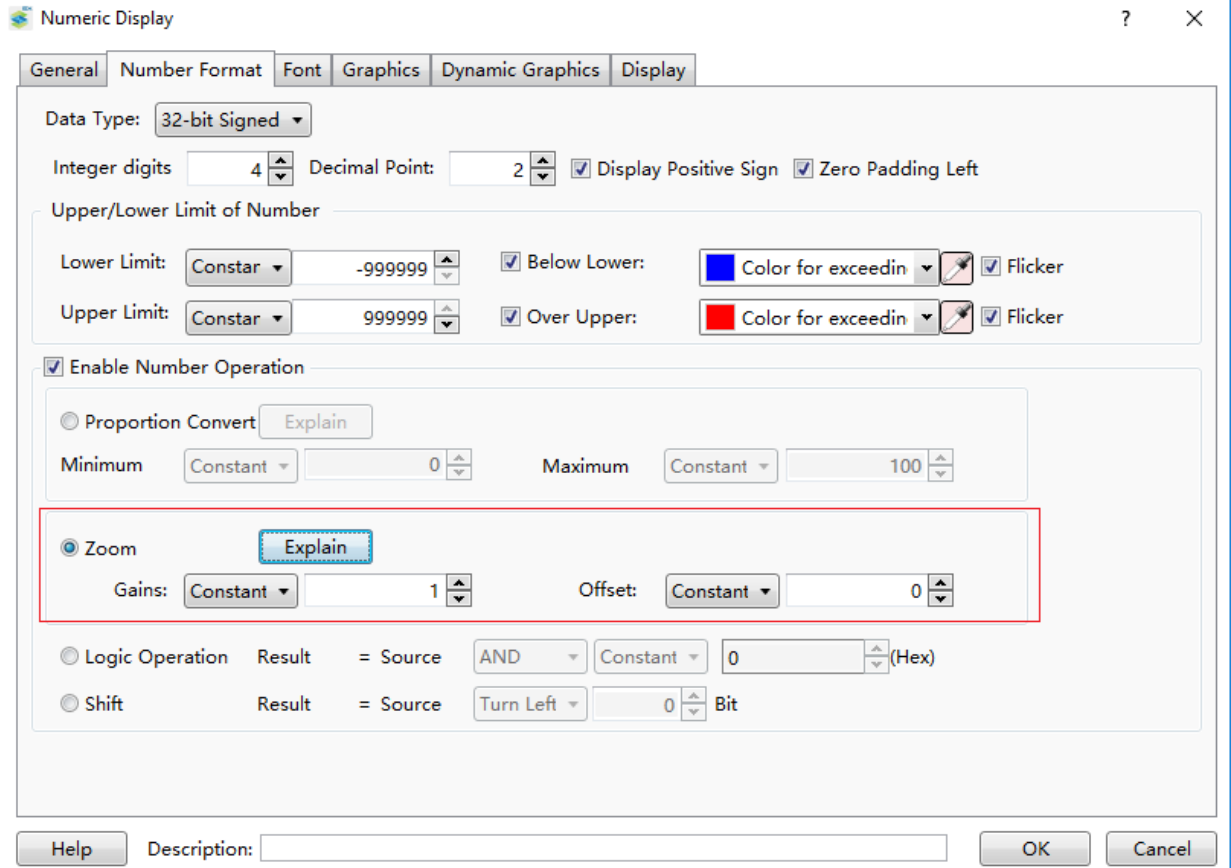 Numeric Display ?
General Number Format Font Graphics Dynamic Graphics Display
Data Type: 32-bit Signed
Integer digits 4 Decimal Point: 2 Display Positive Sign Zero Padding Left
Upper/Lower Limit of Number
Lower Limit: Constar -999999 Below Lower: Color for exceedin Flicker
Upper Limit: Constar 999999 Over Upper: Color for exceedin Flicker
Enable Number Operation
Proportion Convert Explain
Minimum Constant 0 Maximum Constant 100
Zoom Explain
Gains: Constant 1 Offset: Constant 0
Logic Operation Result = Source AND Constant 0 (Hex)
Shift Result = Source Turn Left 0 Bit
Help Description: OK Cancel